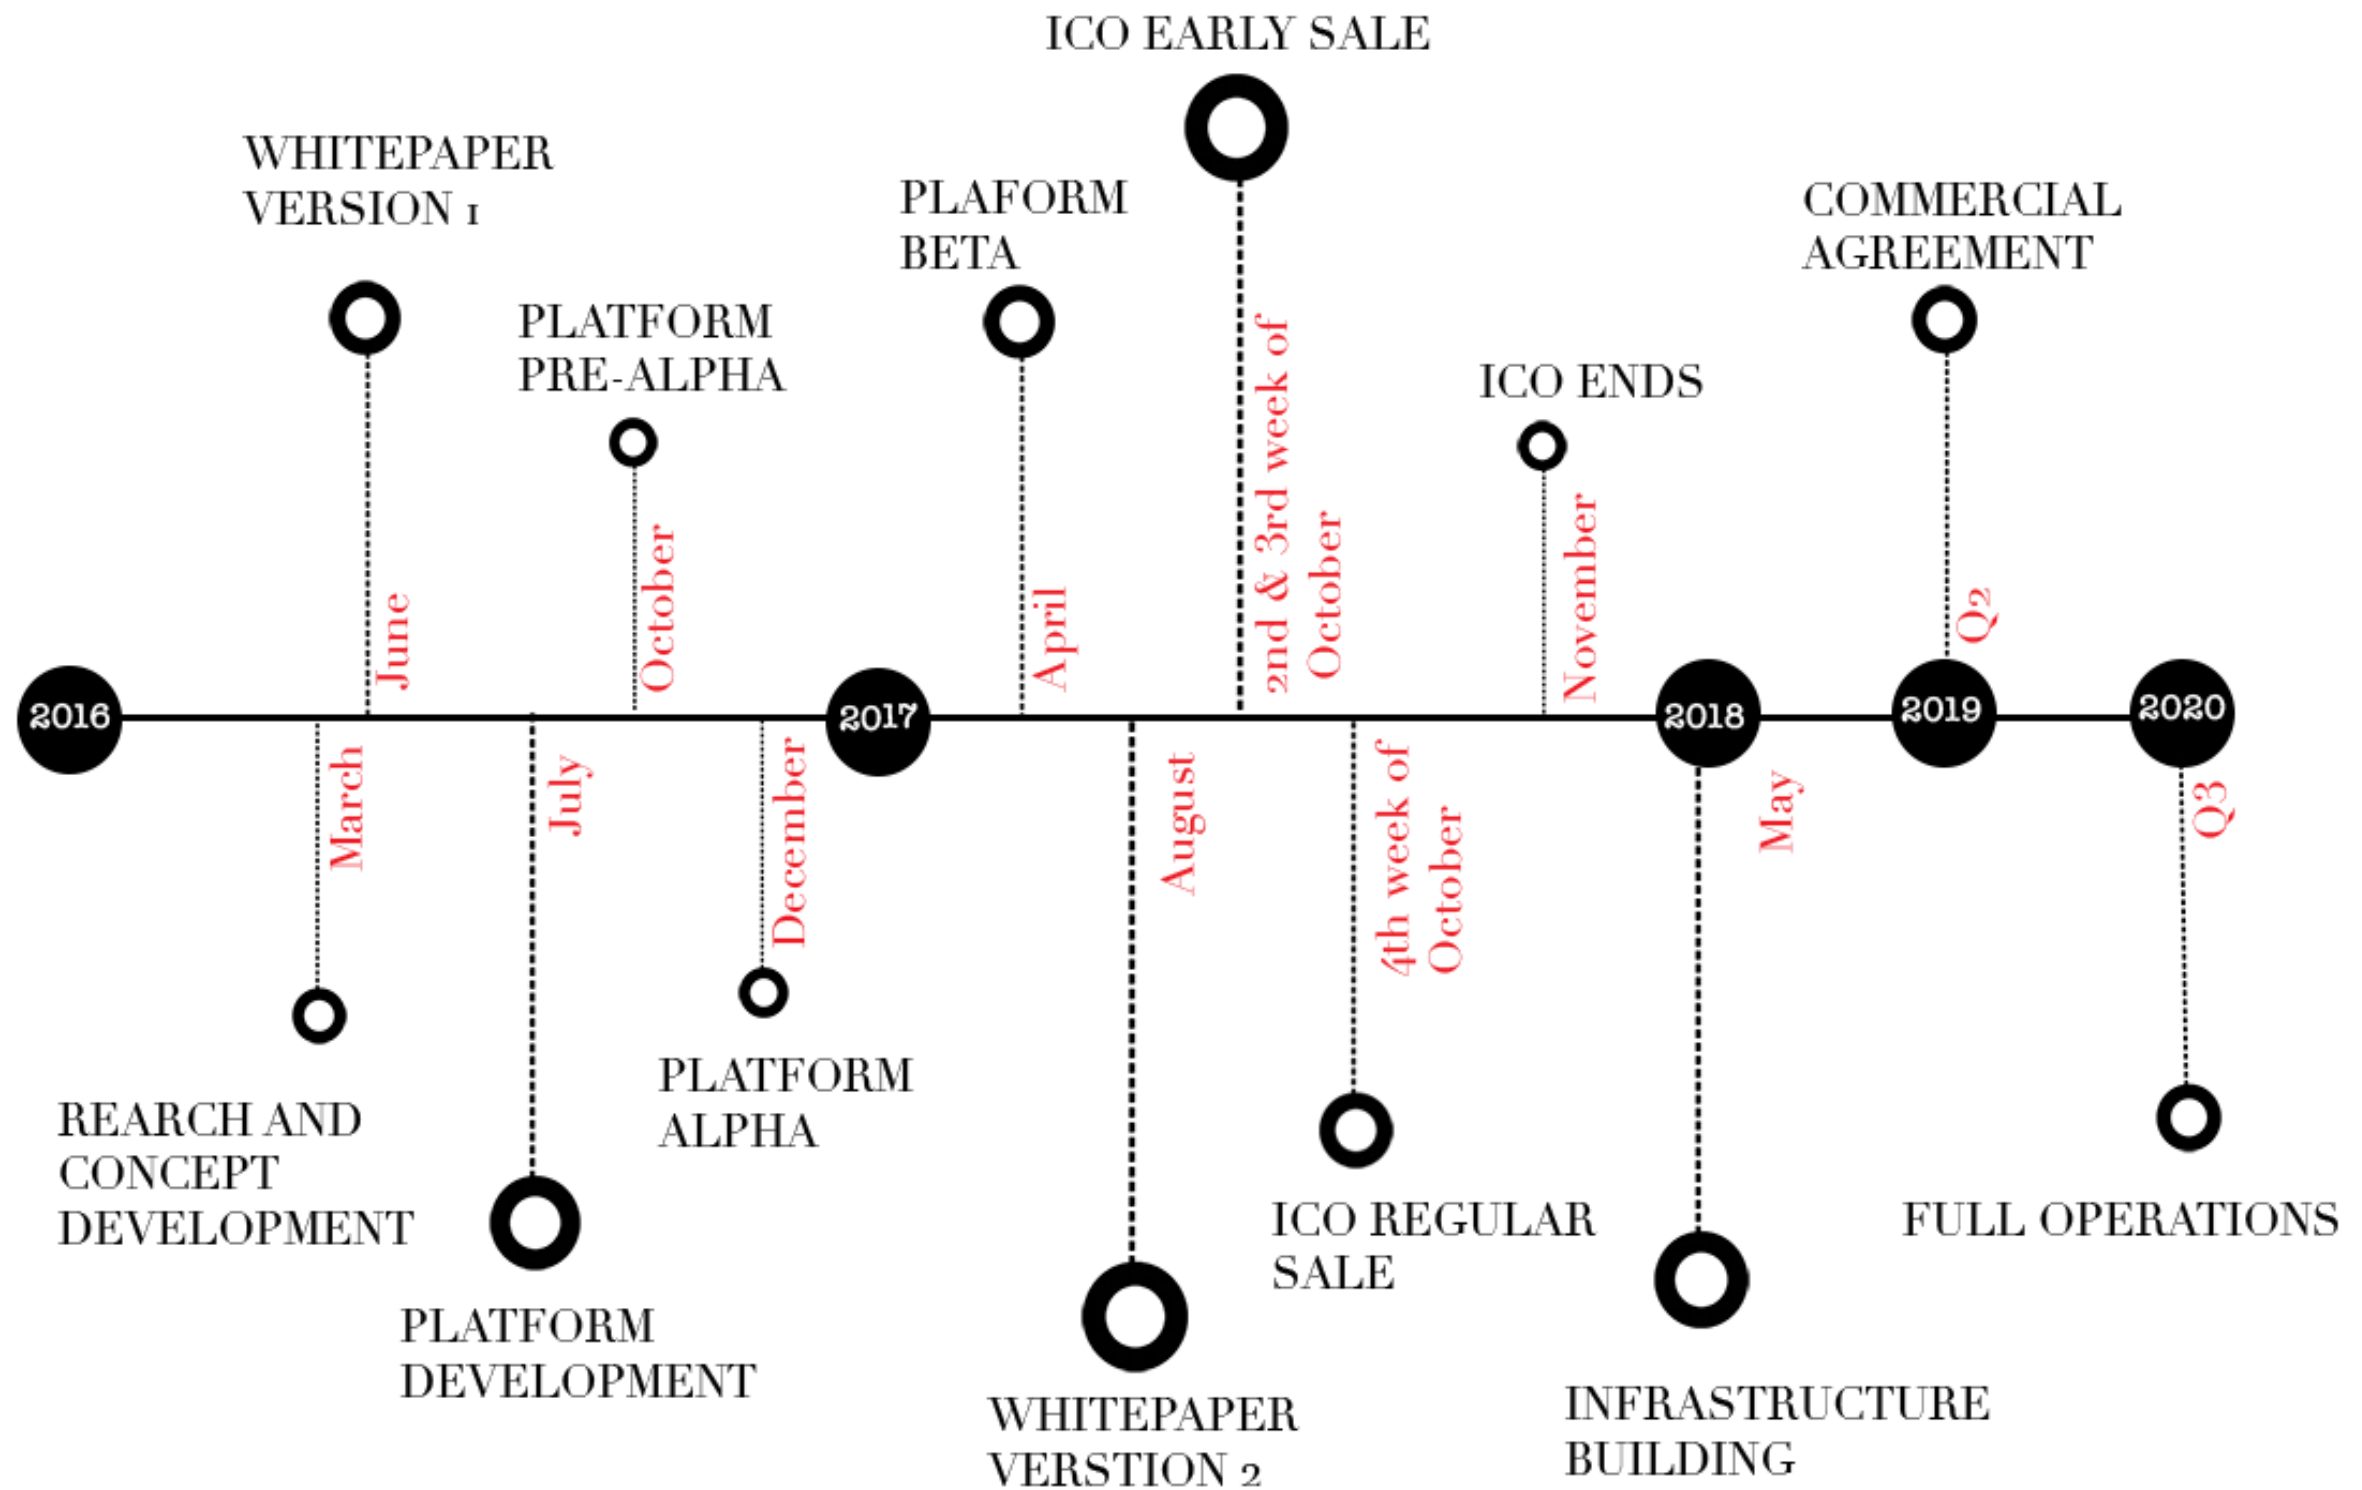 ICO EARLY SALE
WHITEPAPER
VERSION 1
PLAFORM
BETA
COMMERCIAL
AGREEMENT
PLATFORM
PRE-ALPHA
ICO ENDS
June
October
April
2nd & 3rd week of
October
November
Q2
2016
2017
2018
2019
2020
March
July
December
August
4th week of
October
May
Q3
REARCH AND
CONCEPT
DEVELOPMENT
PLATFORM
ALPHA
PLATFORM
DEVELOPMENT
ICO REGULAR
SALE
FULL OPERATIONS
WHITEPAPER
VERSTION 2
INFRASTRUCTURE
BUILDING